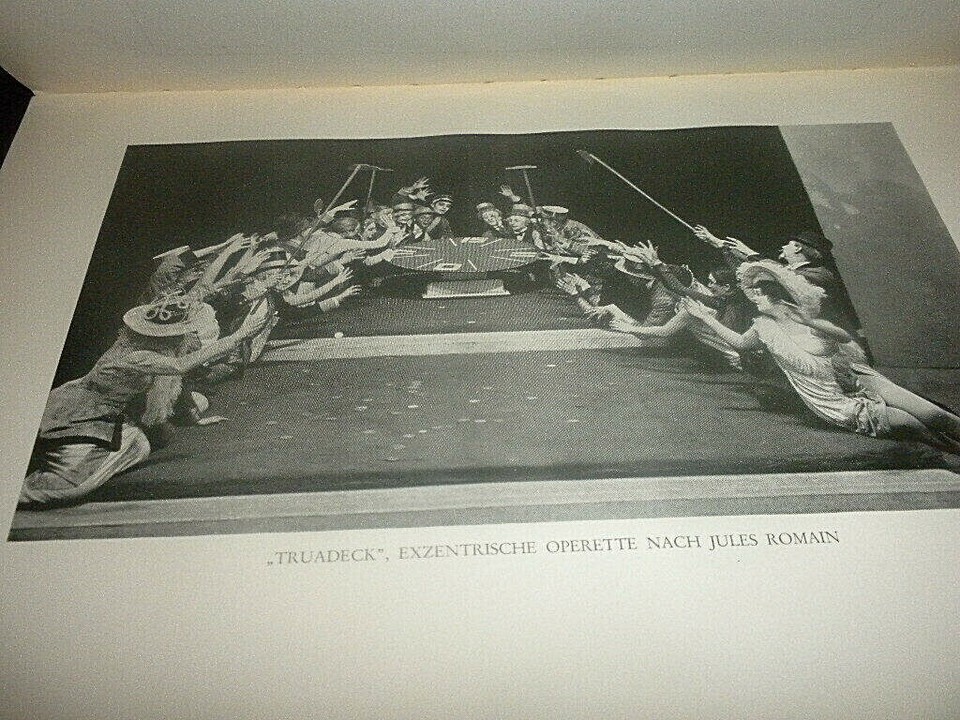 „TRUADECK”, EXZENTRISCHE OPERETTE NACH JULES ROMAIN